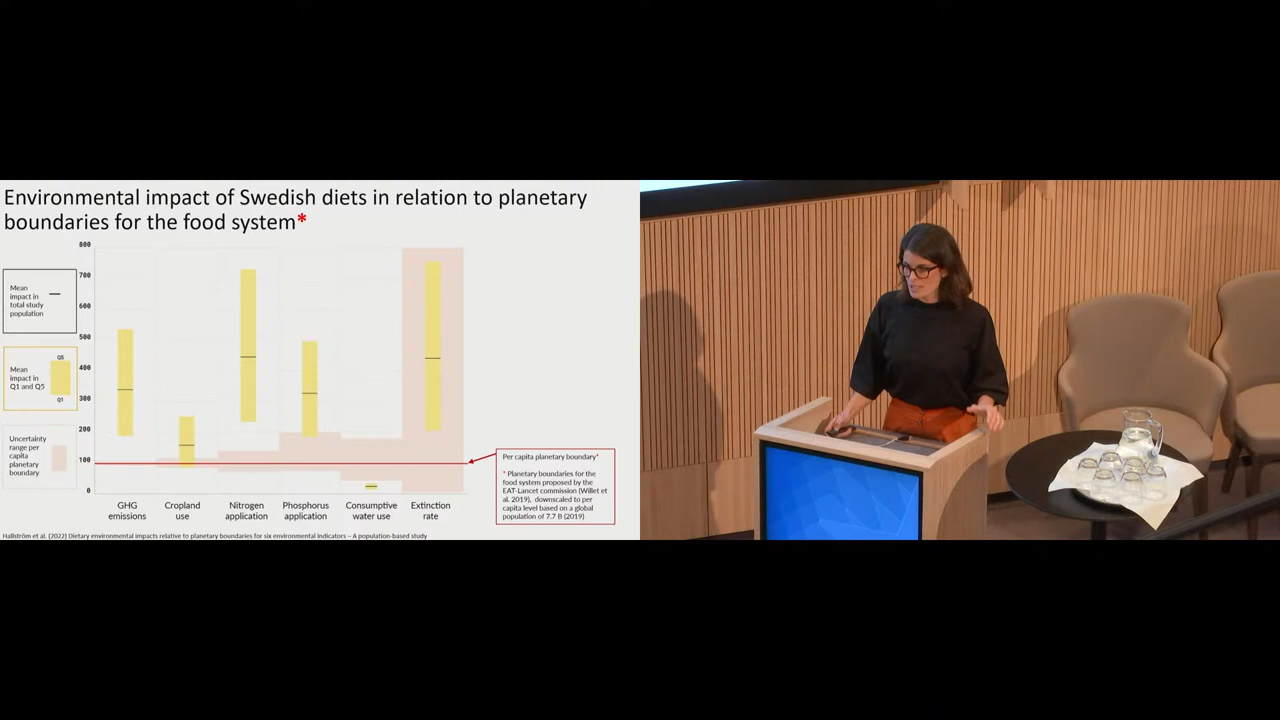 Environmental impact of Swedish diets in relation to planetary
boundaries for the food system*
800
700
600
500
400
300
200
100
0
Mean
impact in
total study
population
Mean
impact in
Q1 and Q5
Q5
Q1
Uncertainty
range per
capita
planetary
boundary
GHG
emissions
Cropland
use
Nitrogen
application
Phosphorus
application
Consumptive
water use
Extinction
rate
Per capita planetary boundary*
* Planetary boundaries for the
food system proposed by the
EAT-Lancet commission (Willet et
al. 2019), downscaled to per
capita level based on a global
population of 7.7 B (2019)
Hallström et al. (2022) Dietary environmental impacts relative to planetary boundaries for six environmental indicators – A population-based study